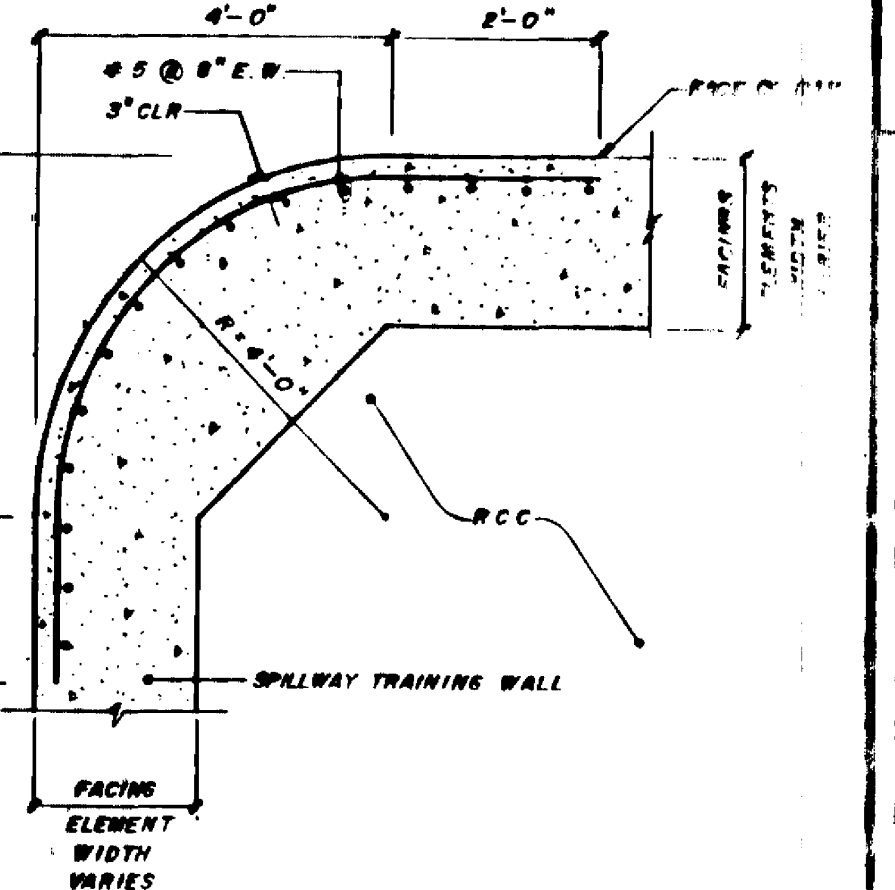 4'-0"
2'-0"
# 5 @ 8" E.W.
3" CLR
R = 4'-0"
RCC
SPILLWAY TRAINING WALL
FACING
ELEMENT
WIDTH
VARIES
FACING